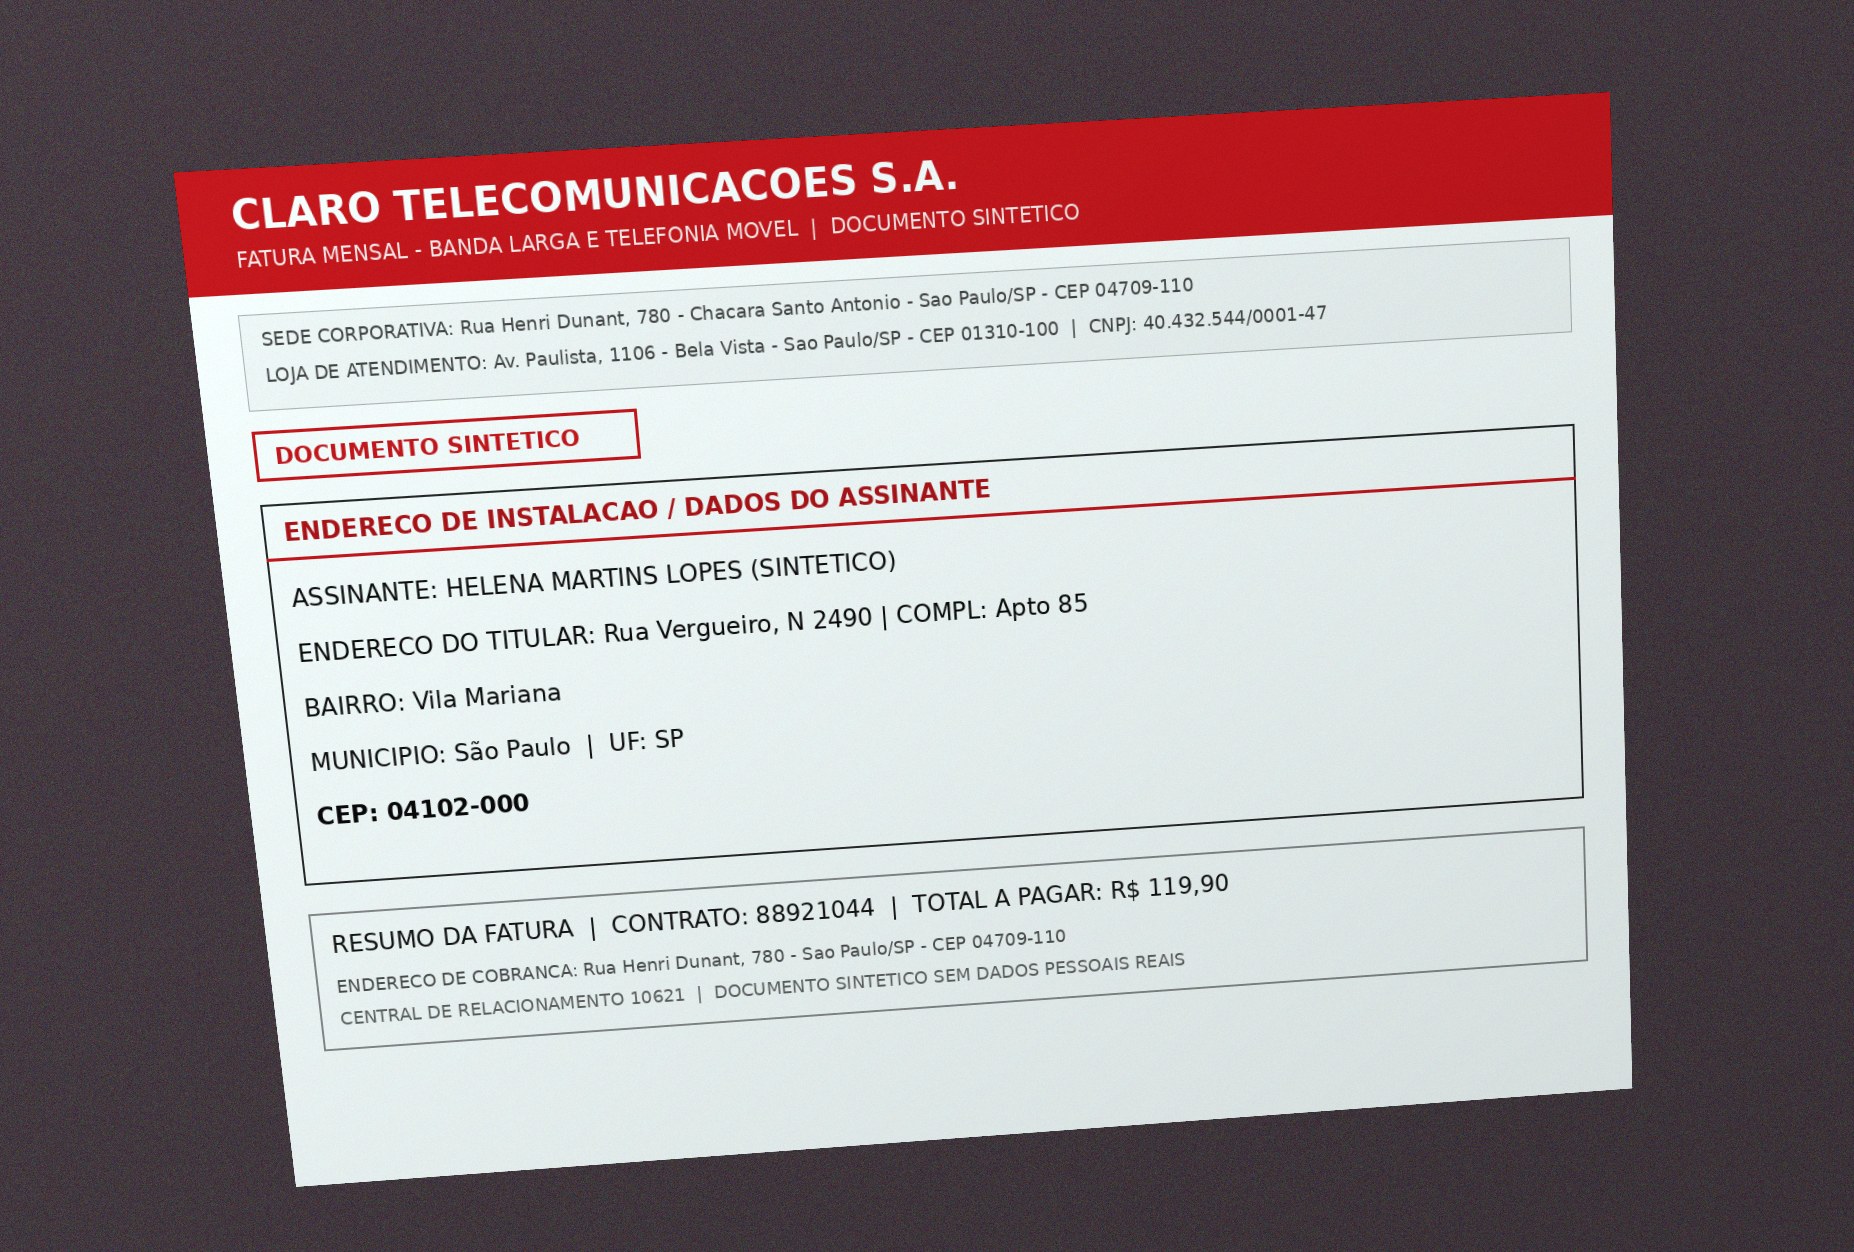 CLARO TELECOMUNICACOES S.A.
FATURA MENSAL - BANDA LARGA E TELEFONIA MOVEL | DOCUMENTO SINTETICO
SEDE CORPORATIVA: Rua Henri Dunant, 780 - Chacara Santo Antonio - Sao Paulo/SP - CEP 04709-110
LOJA DE ATENDIMENTO: Av. Paulista, 1106 - Bela Vista - Sao Paulo/SP - CEP 01310-100 | CNPJ: 40.432.544/0001-47
DOCUMENTO SINTETICO
ENDERECO DE INSTALACAO / DADOS DO ASSINANTE
ASSINANTE: HELENA MARTINS LOPES (SINTETICO)
ENDERECO DO TITULAR: Rua Vergueiro, N 2490 | COMPL: Apto 85
BAIRRO: Vila Mariana
MUNICIPIO: São Paulo | UF: SP
CEP: 04102-000
RESUMO DA FATURA | CONTRATO: 88921044 | TOTAL A PAGAR: R$ 119,90
ENDERECO DE COBRANCA: Rua Henri Dunant, 780 - Sao Paulo/SP - CEP 04709-110
CENTRAL DE RELACIONAMENTO 10621 | DOCUMENTO SINTETICO SEM DADOS PESSOAIS REAIS